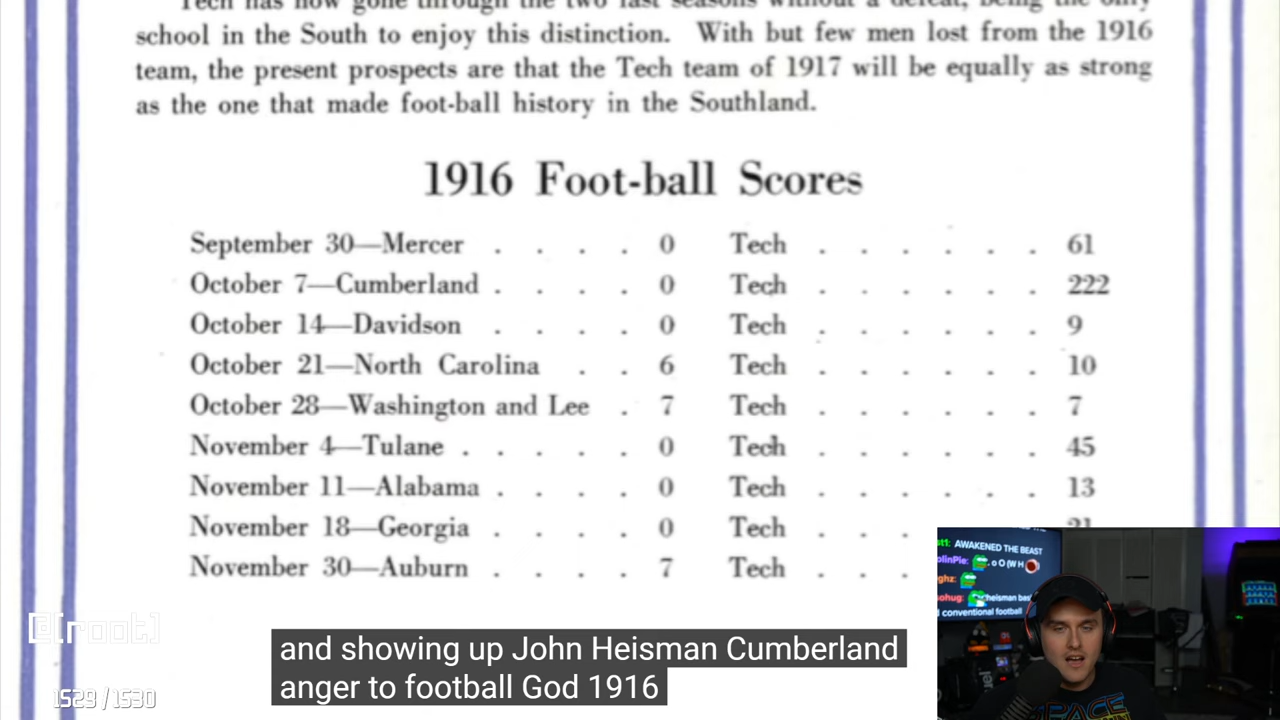 school in the South to enjoy this distinction. With but few men lost from the 1916
team, the present prospects are that the Tech team of 1917 will be equally as strong
as the one that made foot-ball history in the Southland.
1916 Foot-ball Scores
September 30—Mercer . . . . 0 Tech . . . . . . 61
October 7—Cumberland . . . . 0 Tech . . . . . . 222
October 14—Davidson . . . . 0 Tech . . . . . . 9
October 21—North Carolina . . 6 Tech . . . . . . 10
October 28—Washington and Lee . 7 Tech . . . . . . 7
November 4—Tulane . . . . . 0 Tech . . . . . . 45
November 11—Alabama . . . . 0 Tech . . . . . . 13
November 18—Georgia . . . . 0 Tech . . . 21
November 30—Auburn . . . . 7 Tech . . .
AWAKENED THE BEAST
conventional football
@[root]
1529 / 1530
and showing up John Heisman Cumberland
anger to football God 1916
SPACE